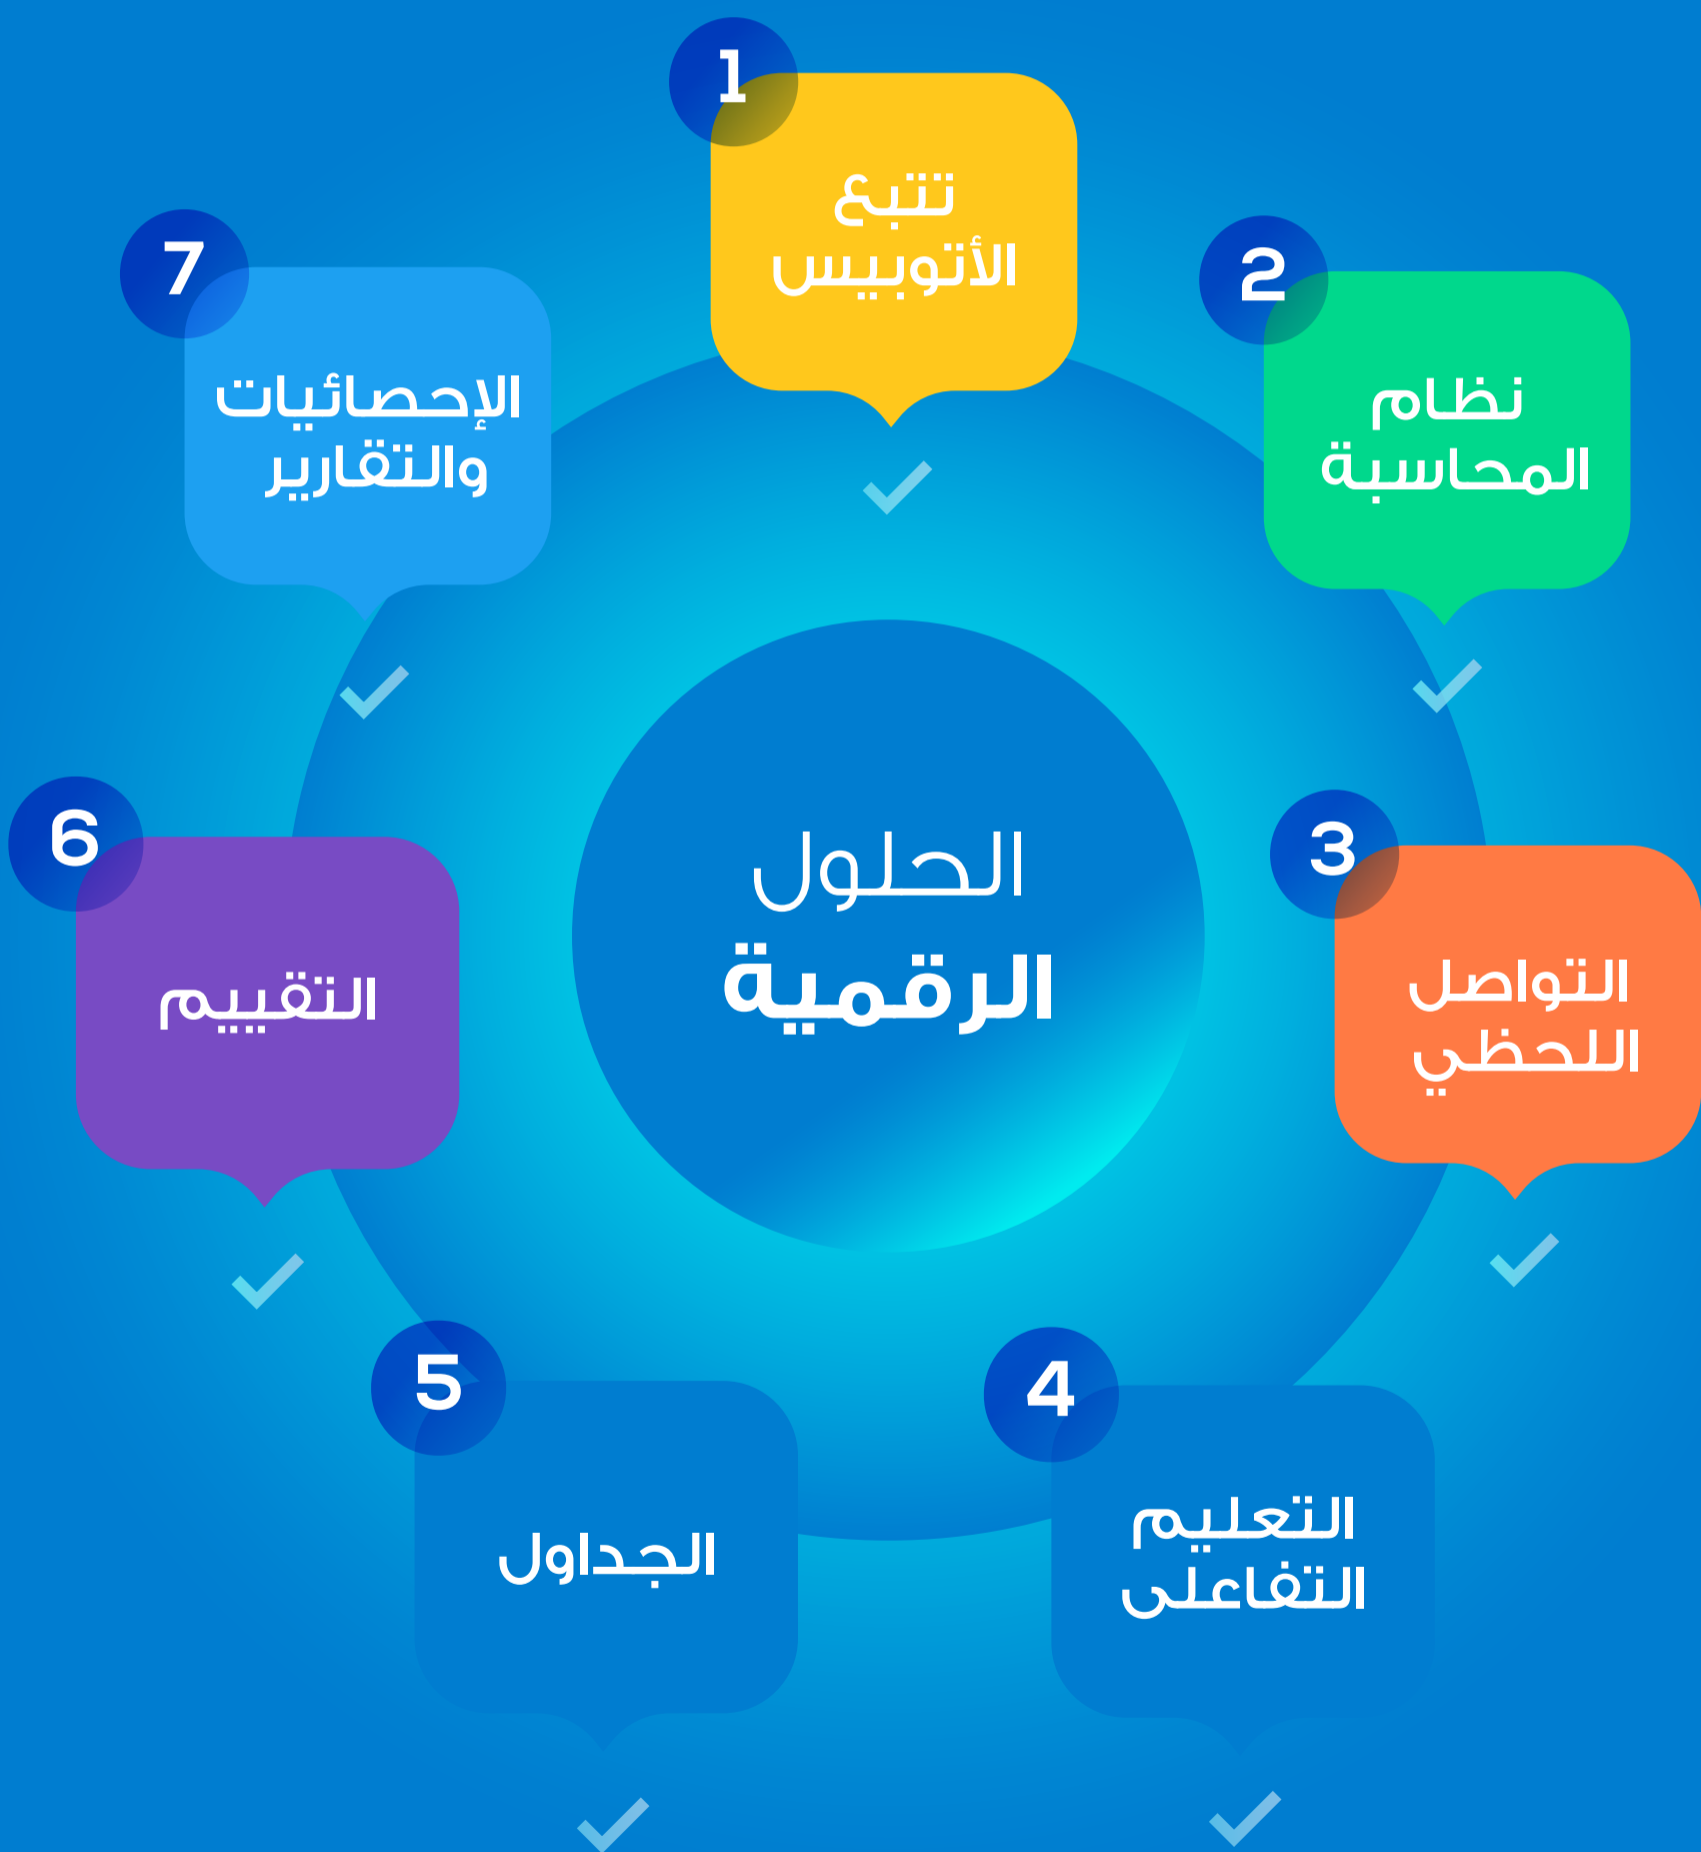 1
تتبع
الأتوبيس
2
نظام
المحاسبة
3
التواصل
اللحظي
4
التعليم
التفاعلى
5
الجداول
6
التقييم
7
الإحصائيات
والتقارير
الحلول
الرقمية